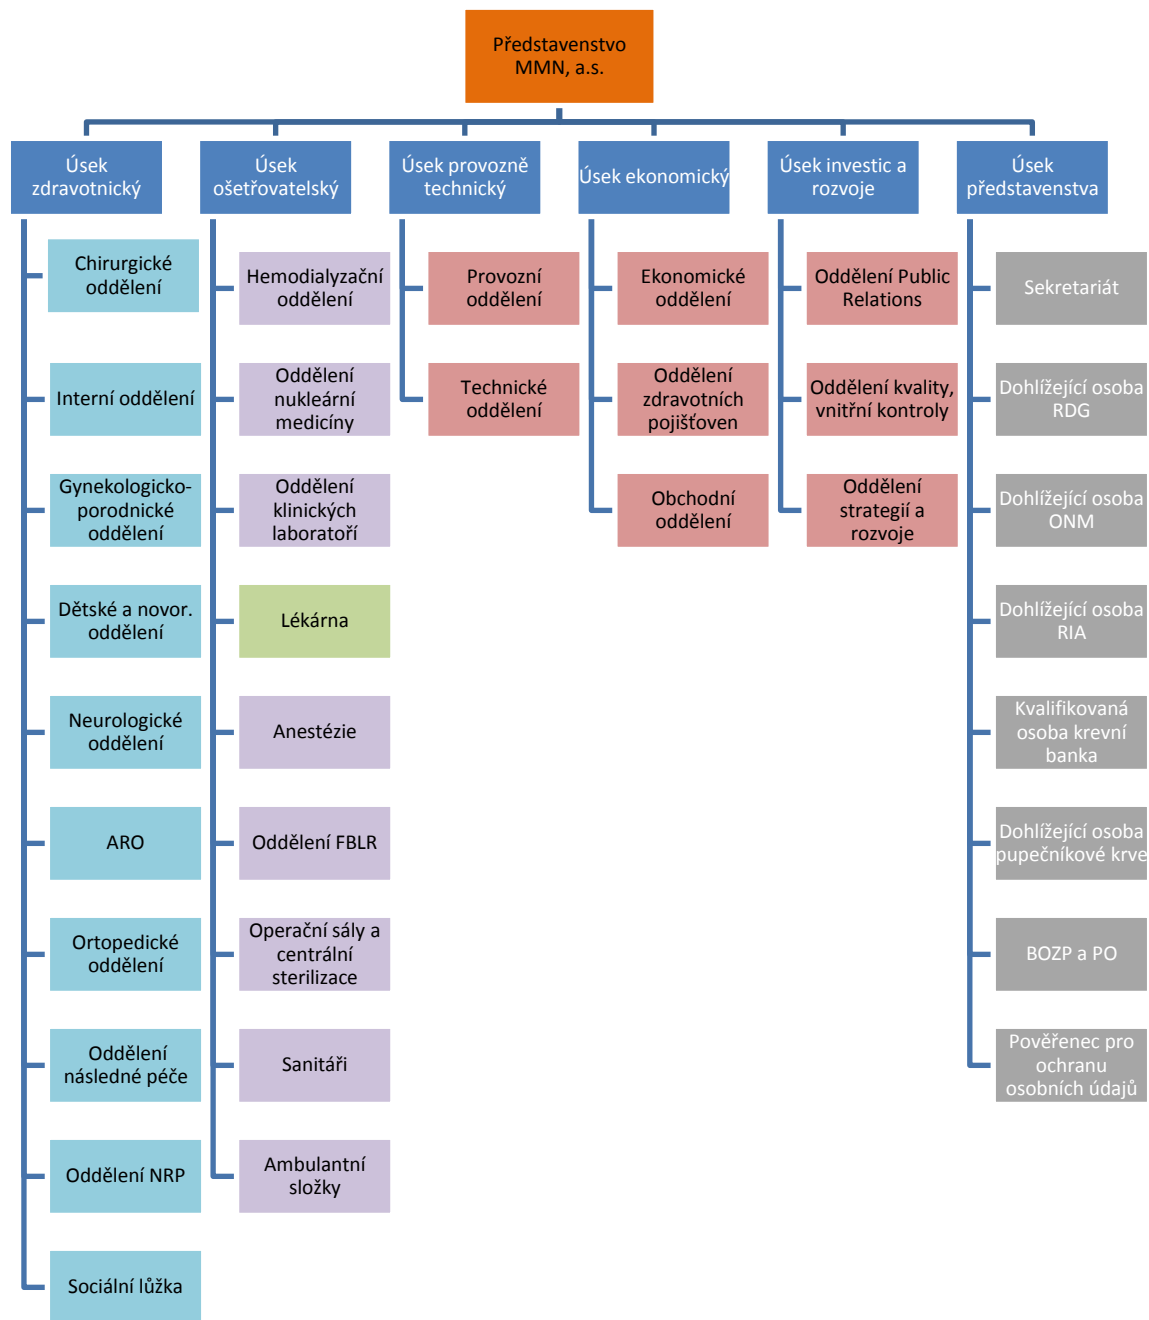 Představenstvo
MMN, a.s.
Úsek
zdravotnický
Úsek
ošetřovatelský
Úsek provozně
technický
Úsek ekonomický
Úsek investic a
rozvoje
Úsek
představenstva
Chirurgické
oddělení
Interní oddělení
Gynekologicko-
porodnické
oddělení
Dětské a novor.
oddělení
Neurologické
oddělení
ARO
Ortopedické
oddělení
Oddělení
následné péče
Oddělení NRP
Sociální lůžka
Hemodialyzační
oddělení
Oddělení
nukleární
medicíny
Oddělení
klinických
laboratoří
Lékárna
Anestézie
Oddělení FBLR
Operační sály a
centrální
sterilizace
Sanitáři
Ambulantní
složky
Provozní
oddělení
Technické
oddělení
Ekonomické
oddělení
Oddělení
zdravotních
pojišťoven
Obchodní
oddělení
Oddělení Public
Relations
Oddělení kvality,
vnitřní kontroly
Oddělení
strategií a
rozvoje
Sekretariát
Dohlížející osoba
RDG
Dohlížející osoba
ONM
Dohlížející osoba
RIA
Kvalifikovaná
osoba krevní
banka
Dohlížející osoba
pupečníkové krve
BOZP a PO
Pověřenec pro
ochranu
osobních údajů